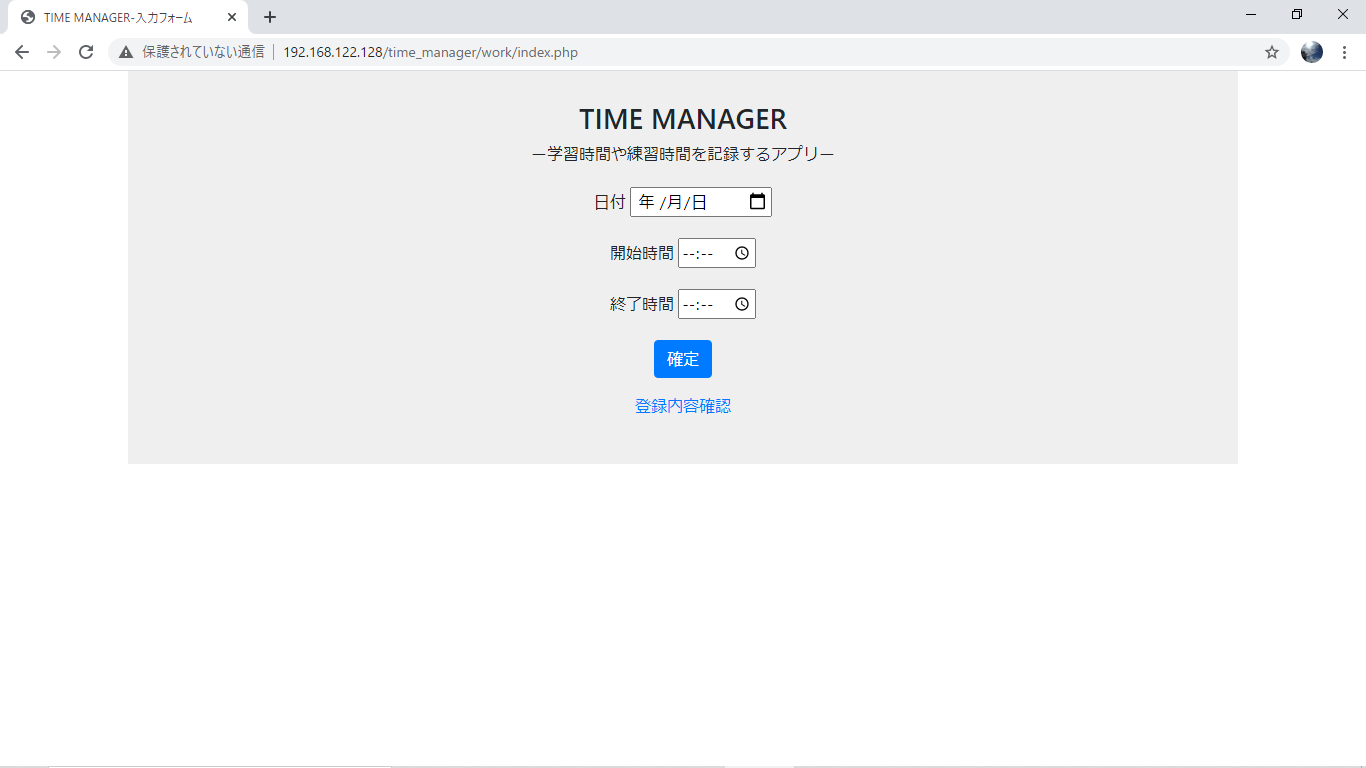 TIME MANAGER-入力フォーム
保護されていない通信 192.168.122.128/time_manager/work/index.php
TIME MANAGER
ー学習時間や練習時間を記録するアプリー
日付 年 /月/日
開始時間 --:--
終了時間 --:--
確定
登録内容確認